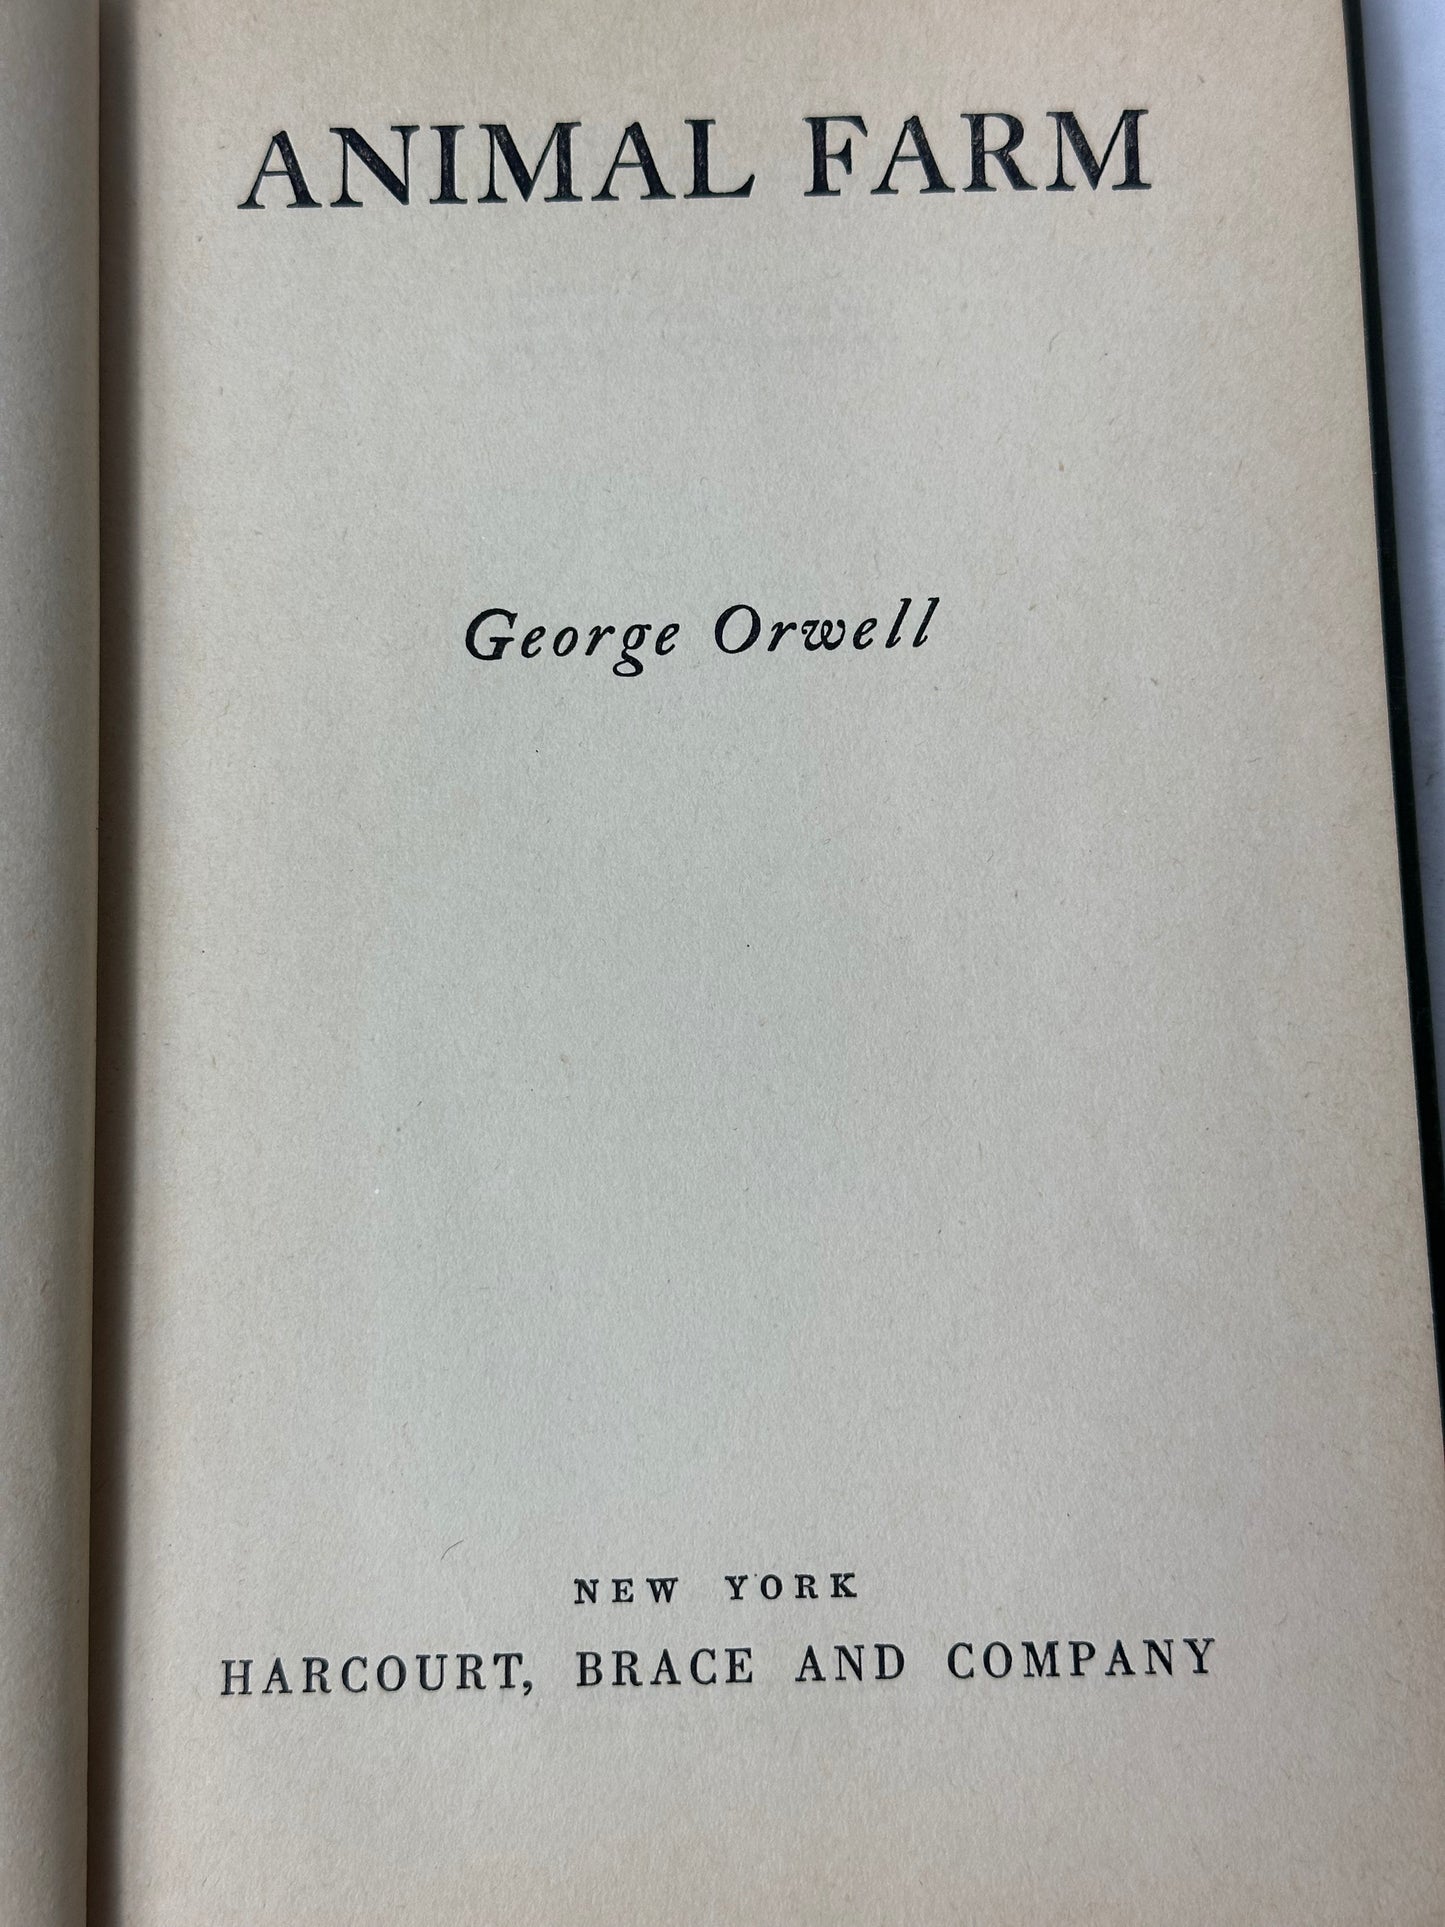 ANIMAL FARM
George Orwell
NEW YORK
HARCOURT, BRACE AND COMPANY